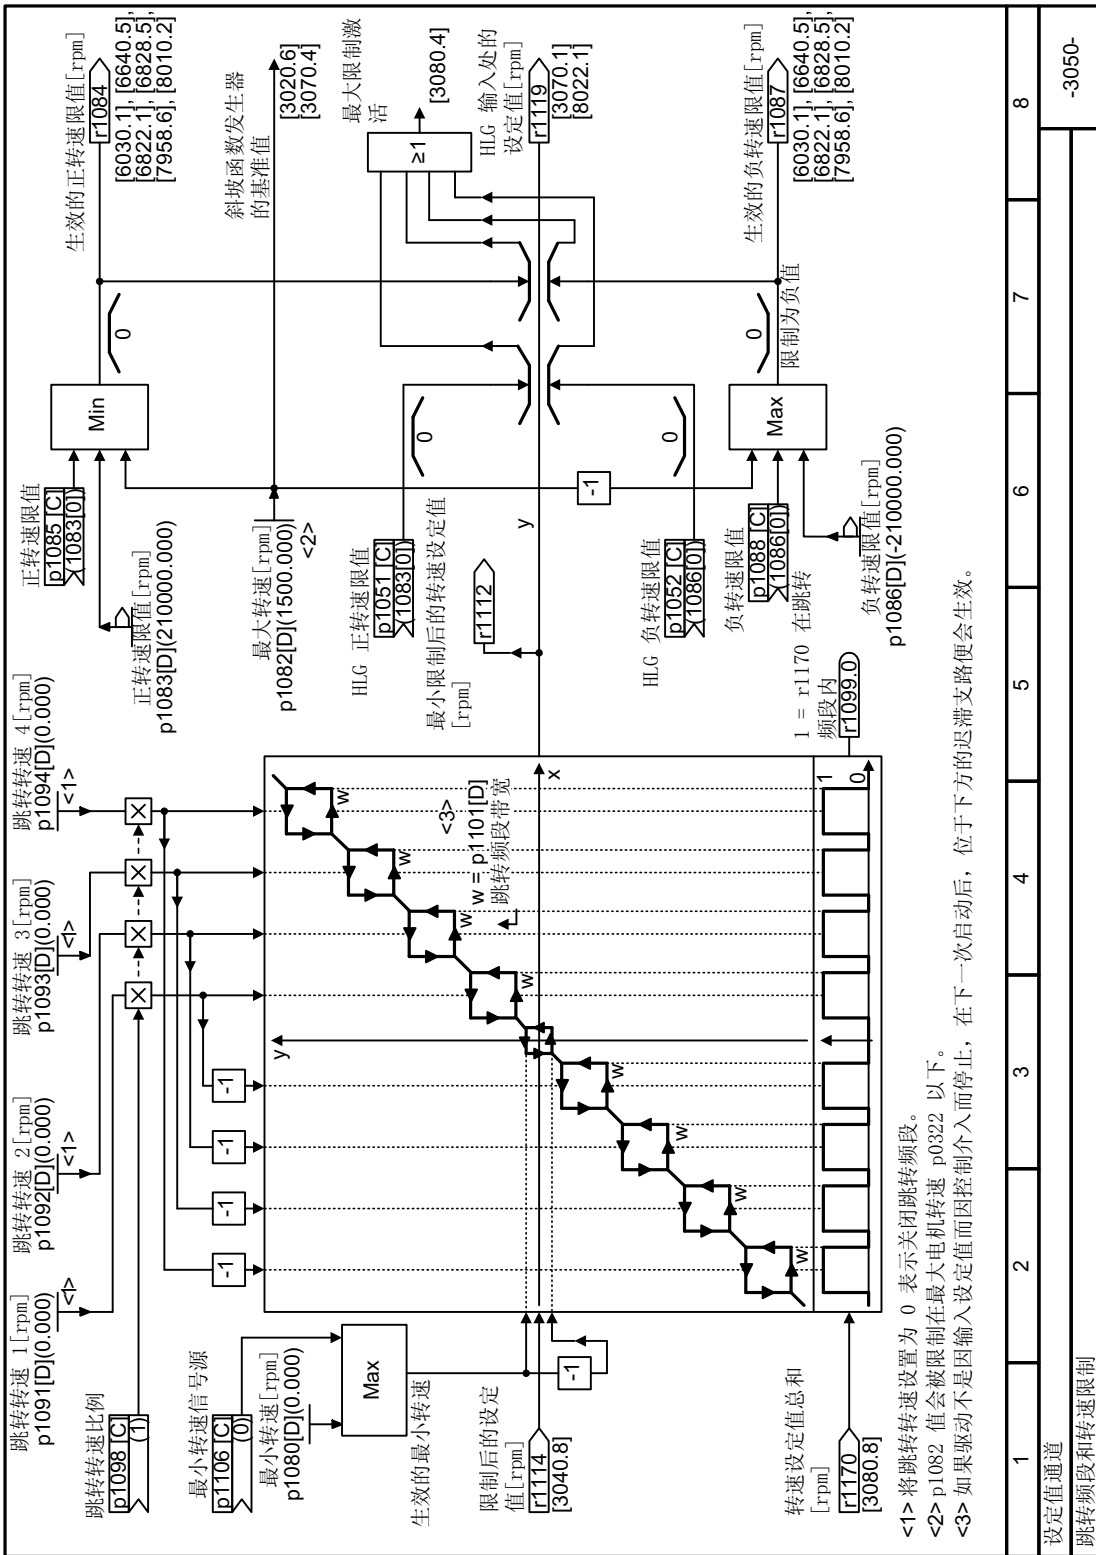 跳转转速 1[rpm]
p1091[D](0.000)
<1>
跳转转速 2[rpm]
p1092[D](0.000)
<1>
跳转转速 3[rpm]
p1093[D](0.000)
<1>
跳转转速 4[rpm]
p1094[D](0.000)
<1>
跳转转速比例
p1098 [C]
(1)
最小转速信号源
p1106 [C]
(0)
最小转速[rpm]
p1080[D](0.000)
Max
生效的最小转速
限制后的设定
值[rpm]
r1114
[3040.8]
-1
转速设定值总和
[rpm]
r1170
[3080.8]
×
×
×
×
-1
-1
-1
-1
y
x
w
w
w
w
w
w
w
w
<3>
w = p1101[D]
跳转频段带宽
1
0
1 = r1170 在跳转
频段内
r1099.0
正转速限值
p1085 [C]
(1083[0])
正转速限值[rpm]
p1083[D](210000.000)
最大转速[rpm]
p1082[D](1500.000)
<2>
HLG 正转速限值
p1051 [C]
(1083[0])
最小限制后的转速设定值
[rpm]
r1112
y
HLG 负转速限值
p1052 [C]
(1086[0])
负转速限值
p1088 [C]
(1086[0])
负转速限值[rpm]
p1086[D](-210000.000)
Min
-1
Max
0
0
0
0
限制为负值
生效的正转速限值[rpm]
r1084
[6030.1], [6640.5],
[6822.1], [6828.5],
[7958.6], [8010.2]
斜坡函数发生器
的基准值
[3020.6]
[3070.4]
最大限制激
活
≥1
[3080.4]
HLG 输入处的
设定值[rpm]
r1119
[3070.1]
[8022.1]
生效的负转速限值[rpm]
r1087
[6030.1], [6640.5],
[6822.1], [6828.5],
[7958.6], [8010.2]
<1> 将跳转转速设置为 0 表示关闭跳转频段。
<2> p1082 值会被限制在最大电机转速 p0322 以下。
<3> 如果驱动不是因输入设定值而因控制介入而停止，在下一次启动后，位于下方的迟滞支路便会生效。
1
2
3
4
5
6
7
8
设定值通道
跳转频段和转速限制
-3050-